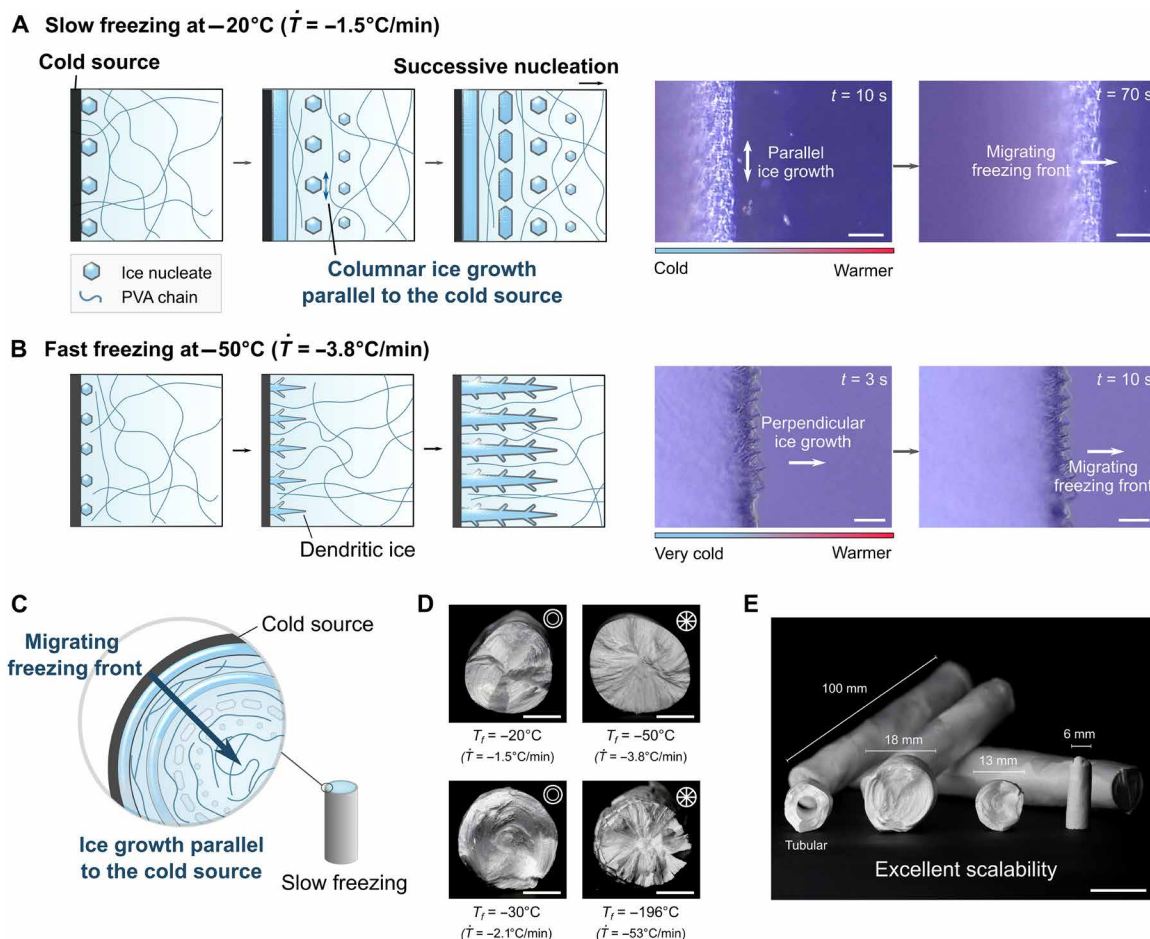 A Slow freezing at –20°C (Ṫ = –1.5°C/min)
Cold source
Successive nucleation
t = 10 s
t = 70 s
Parallel
ice growth
Migrating
freezing front
Cold
Warmer
Ice nucleate
PVA chain
Columnar ice growth
parallel to the cold source
B Fast freezing at –50°C (Ṫ = –3.8°C/min)
t = 3 s
t = 10 s
Perpendicular
ice growth
Migrating
freezing front
Dendritic ice
Very cold
Warmer
C
Cold source
Migrating
freezing front
Ice growth parallel
to the cold source
Slow freezing
D
Tf = –20°C
(Ṫ = –1.5°C/min)
Tf = –50°C
(Ṫ = –3.8°C/min)
Tf = –30°C
(Ṫ = –2.1°C/min)
Tf = –196°C
(Ṫ = –53°C/min)
E
100 mm
18 mm
13 mm
6 mm
Tubular
Excellent scalability